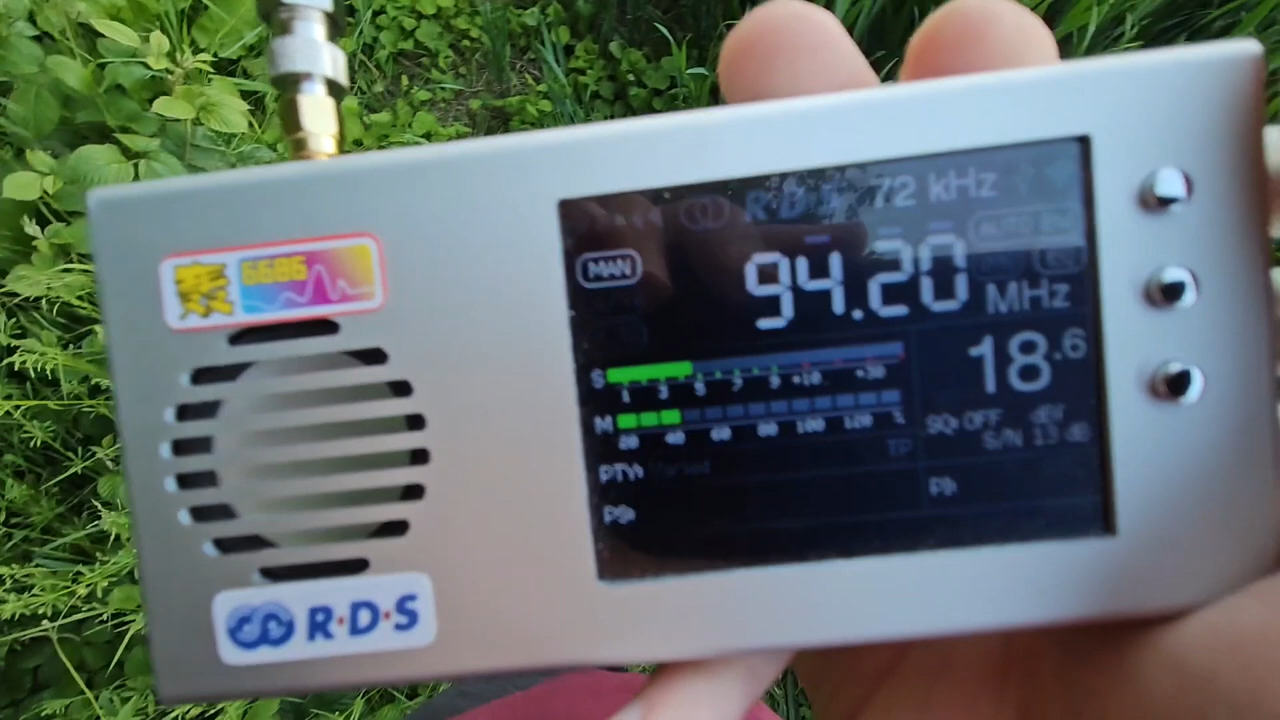 R·D·S 72 kHz
MAN
94.20 MHz
18.6
S
1 3 5 7 9 +10 +30
M
20 40 60 80 100 120 %
SQ: OFF dBf
S/N 13 dB
TP
PTY:
PS:
PI:
6686
R·D·S